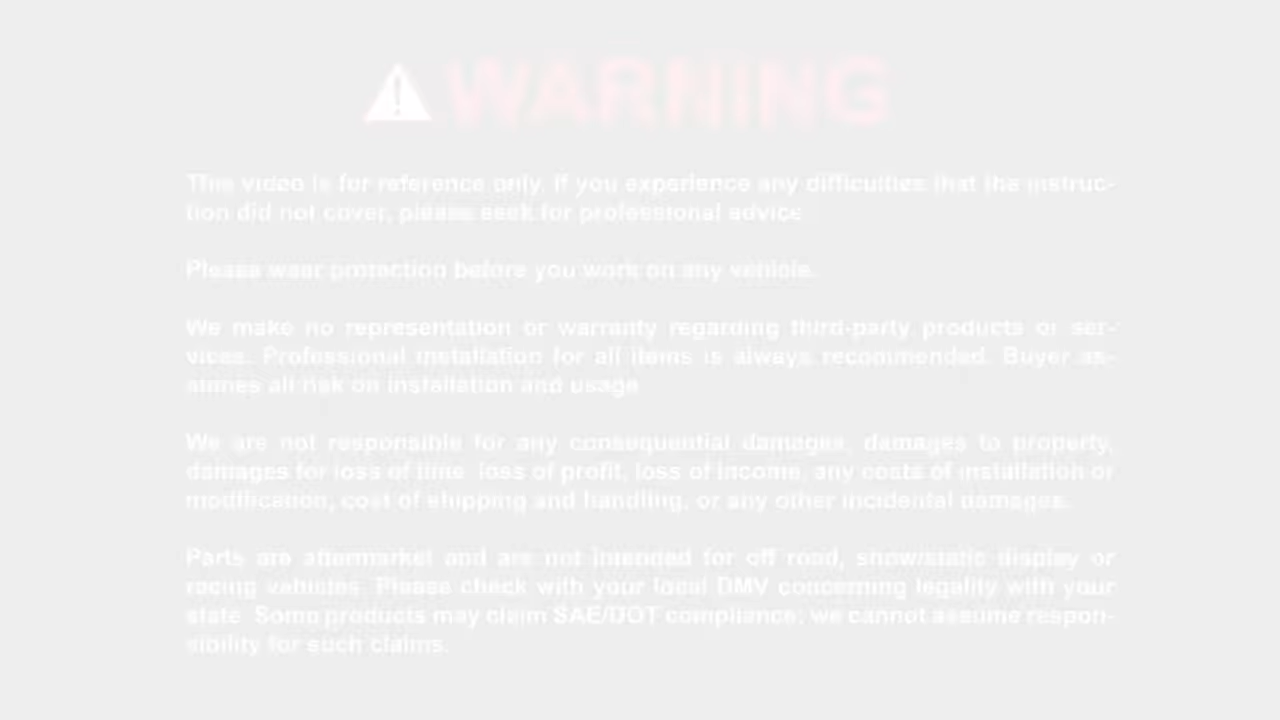 WARNING
This video is for reference only. If you experience any difficulties that the instruc-
tion did not cover, please seek for professional advice.
Please wear protection before you work on any vehicle.
We make no representation or warranty regarding third-party products or ser-
vices. Professional installation for all items is always recommended. Buyer as-
sumes all risk on installation and usage.
We are not responsible for any consequential damages, damages to property,
damages for loss of time, loss of profit, loss of income, any costs of installation or
modification, cost of shipping and handling, or any other incidental damages.
Parts are aftermarket and are not intended for off road, show/static display or
racing vehicles. Please check with your local DMV concerning legality with your
state. Some products may claim SAE/DOT compliance; we cannot assume respon-
sibility for such claims.